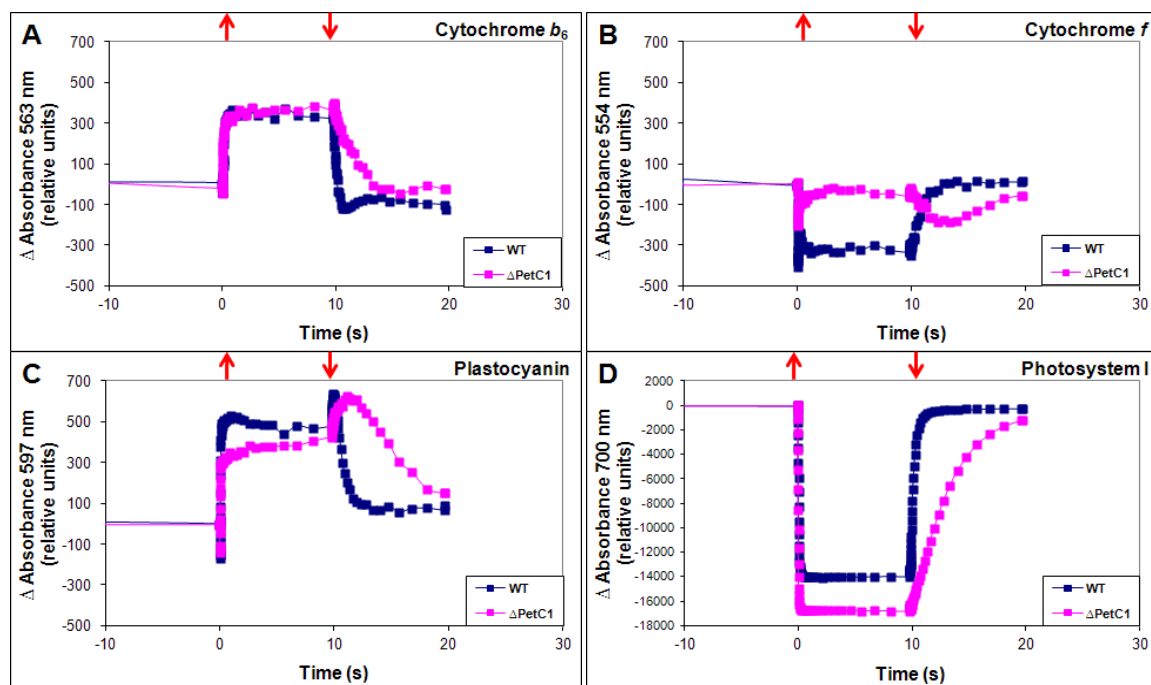 A
Cytochrome b6
Δ Absorbance 563 nm
(relative units)
700
500
300
100
-100
-300
-500
-10
0
10
20
30
Time (s)
WT
ΔPetC1
B
Cytochrome f
Δ Absorbance 554 nm
(relative units)
700
500
300
100
-100
-300
-500
-10
0
10
20
30
Time (s)
WT
ΔPetC1
C
Plastocyanin
Δ Absorbance 597 nm
(relative units)
700
500
300
100
-100
-300
-500
-10
0
10
20
30
Time (s)
WT
ΔPetC1
D
Photosystem I
Δ Absorbance 700 nm
(relative units)
2000
0
-2000
-4000
-6000
-8000
-10000
-12000
-14000
-16000
-18000
-10
0
10
20
30
Time (s)
WT
ΔPetC1